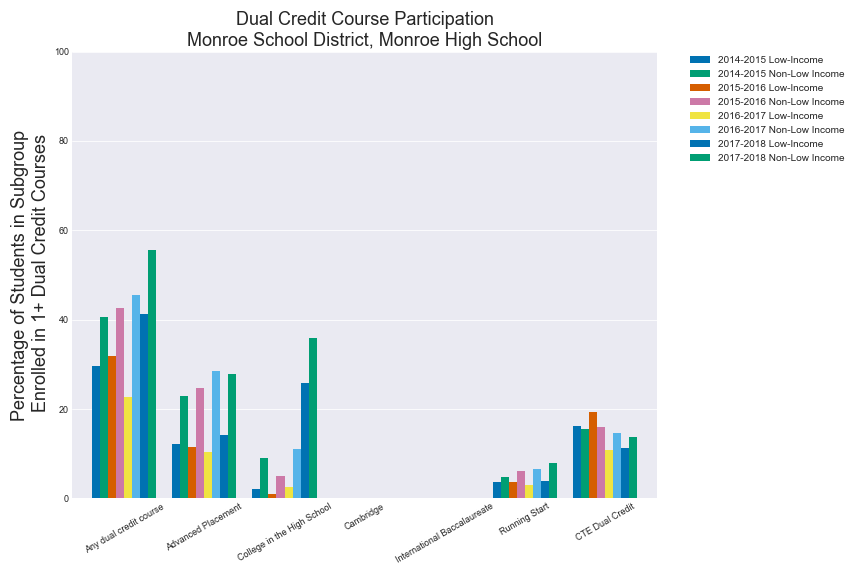 Dual Credit Course Participation
Monroe School District, Monroe High School
Percentage of Students in Subgroup
Enrolled in 1+ Dual Credit Courses
100
80
60
40
20
0
Any dual credit course
Advanced Placement
College in the High School
Cambridge
International Baccalaureate
Running Start
CTE Dual Credit
2014-2015 Low-Income
2014-2015 Non-Low Income
2015-2016 Low-Income
2015-2016 Non-Low Income
2016-2017 Low-Income
2016-2017 Non-Low Income
2017-2018 Low-Income
2017-2018 Non-Low Income